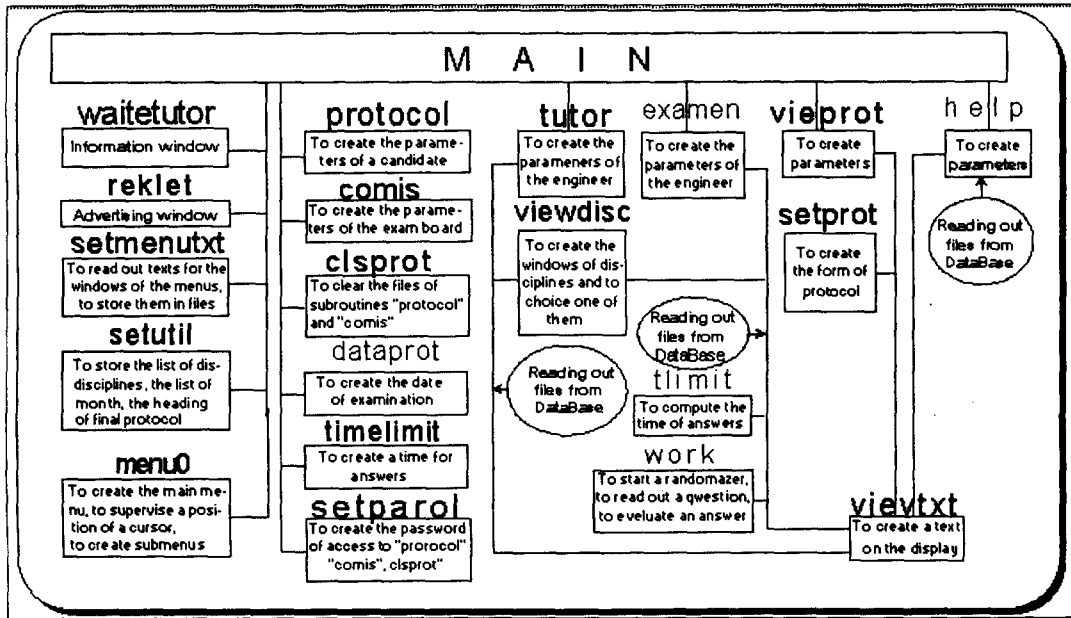 M A I N
waitetutor
Information window
reklet
Advertising window
setmenutxt
To read out texts for the
windows of the menus,
to store them in files
setutil
To store the list of dis-
disciplines, the list of
month, the heading
of final protocol
menu0
To create the main me-
nu, to supervise a posi
tion of a cursor,
to create submenus
protocol
To create the parame-
ters of a candidate
comis
To create the parame-
ters of the exam board
clsprot
To clear the files of
subroutines "protocol"
and "comis"
dataprot
To create the date
of examination
timelimit
To create a time for
answers
setparol
To create the password
of access to "prorocol"
"comis", clsprot"
tutor
To create the
parameners of
the engineer
viewdisc
To create the
windows of dis-
ciplines and to
choice one of
them
Reading out
files from
DataBase
examen
To create the
parameters of
the engineer
Reading out
files from
DataBase
tlimit
To compute the
time of answers
work
To start a randomazer,
to read out a qwestion,
to eveluate an answer
vieprot
To create
parameters
setprot
To create
the form of
protocol
help
To create
parameters
Reading out
files from
DataBase
vievtxt
To create a text
on the display